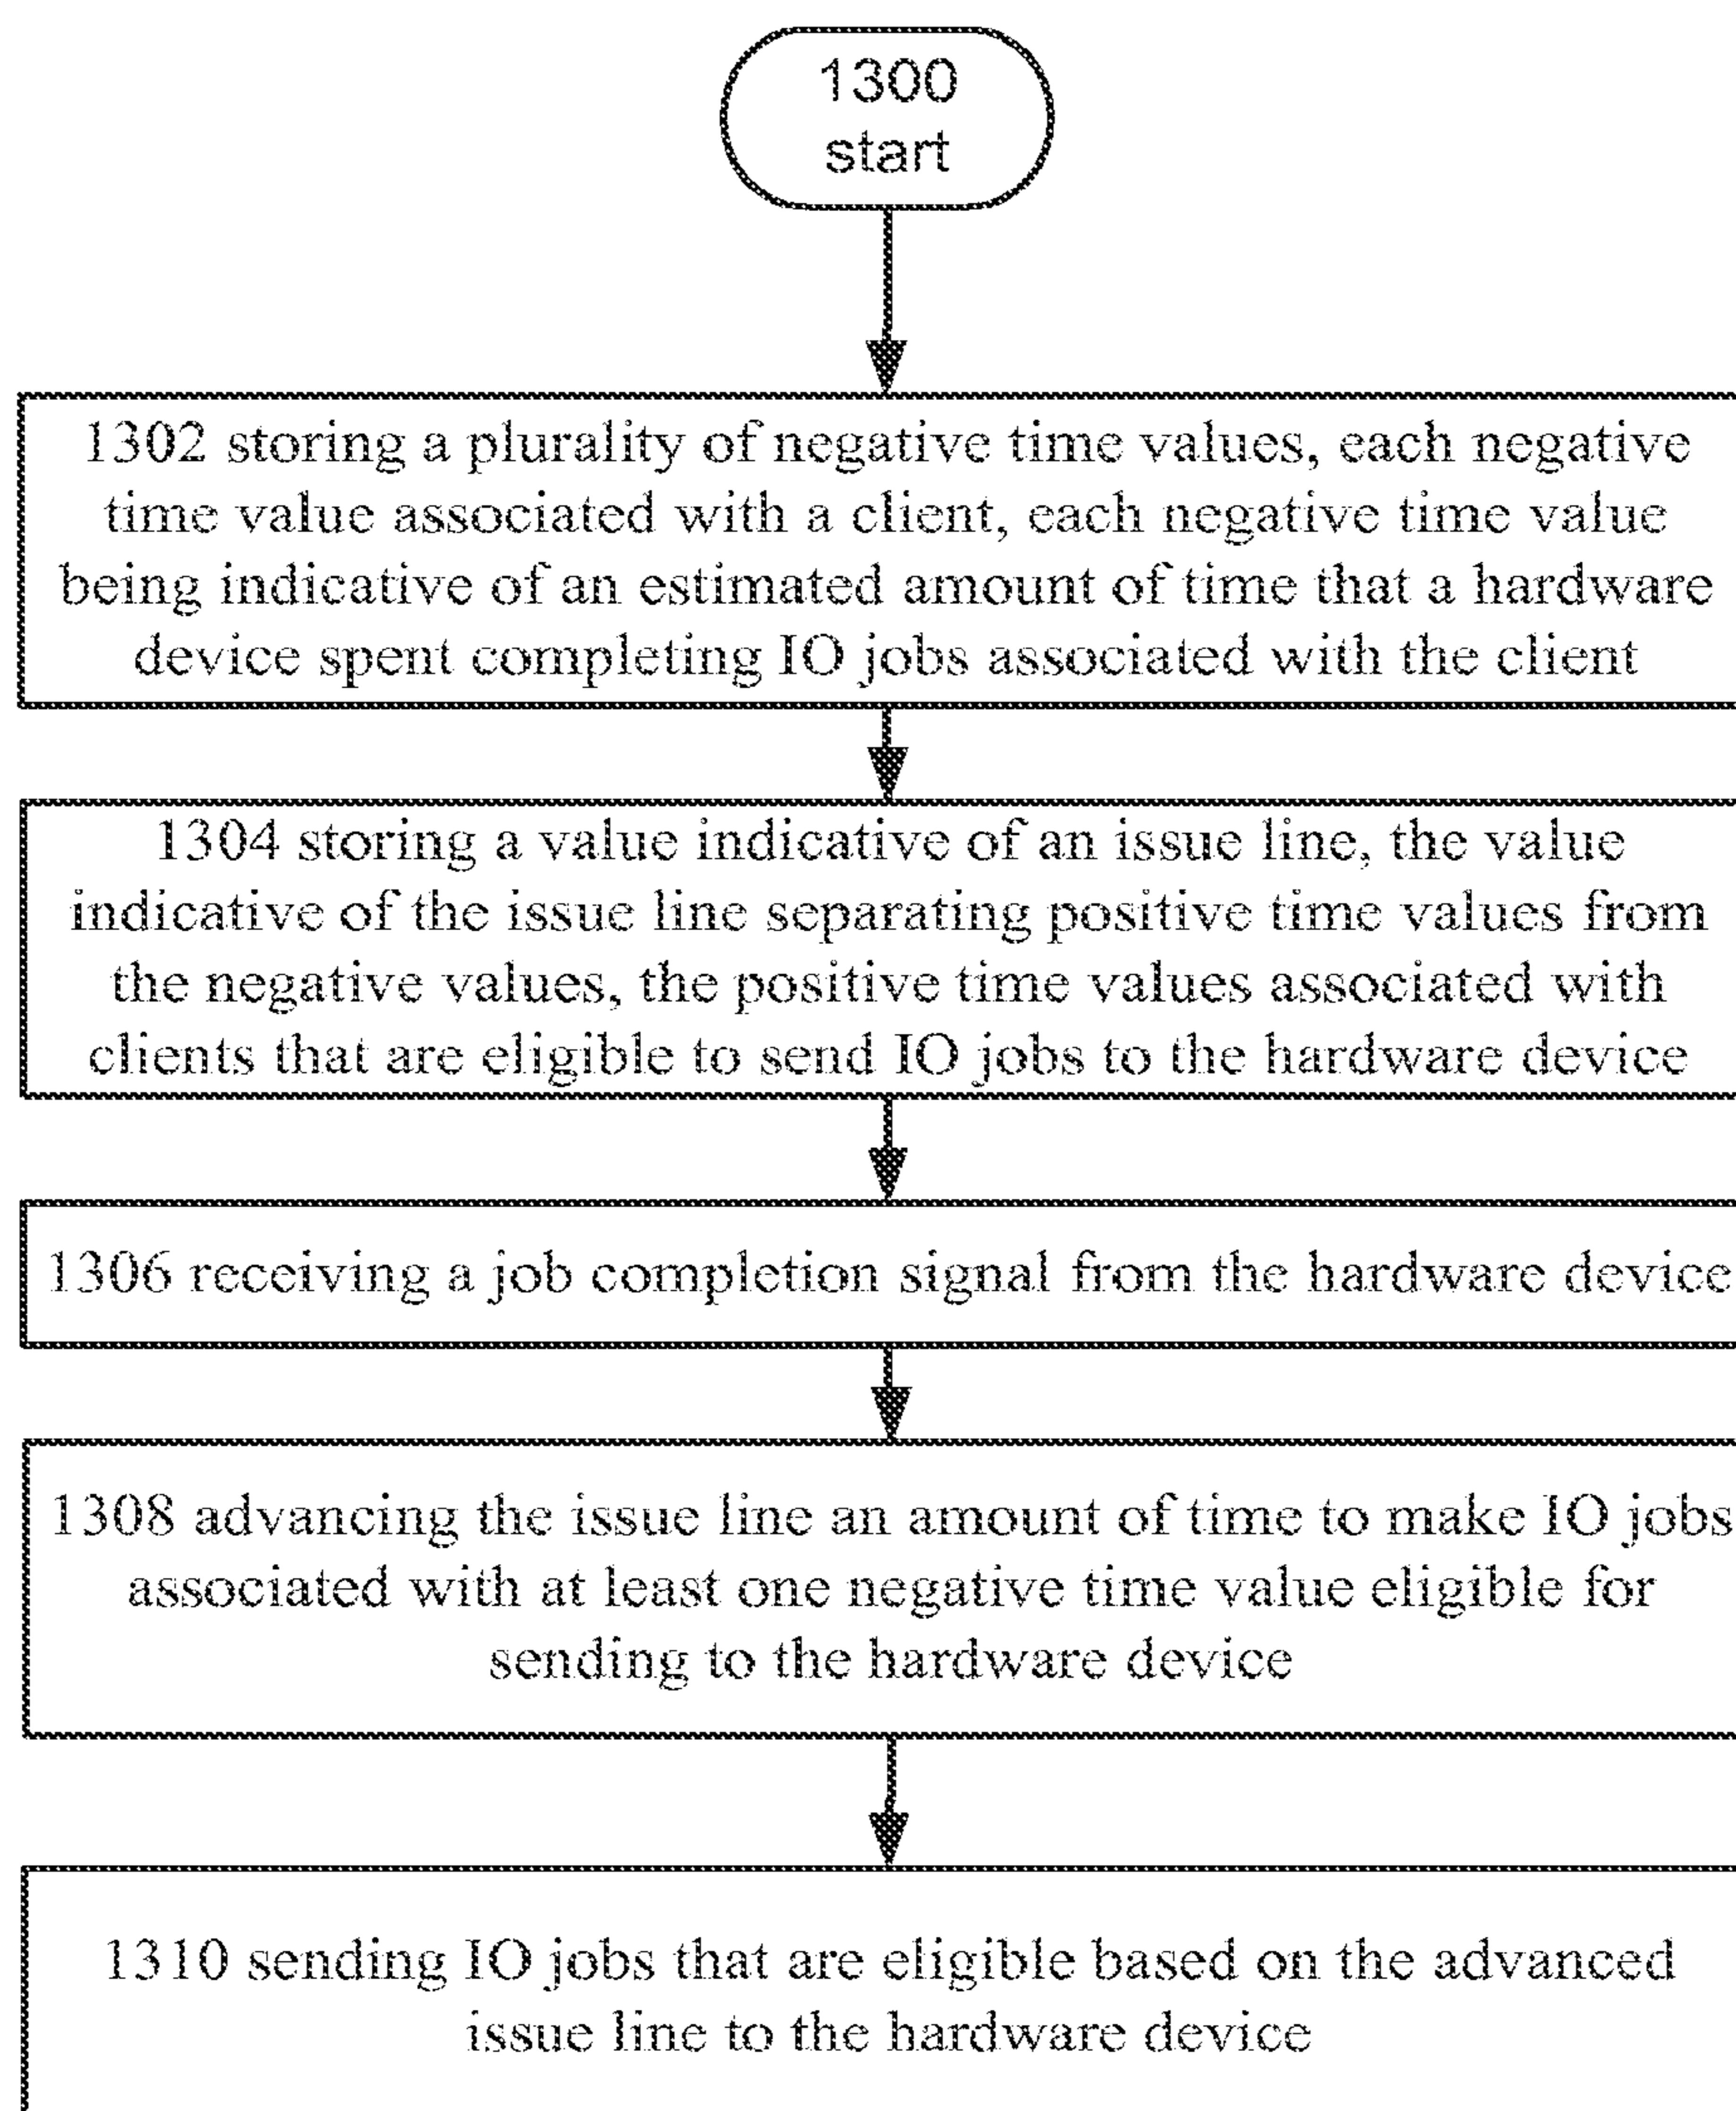 1300
start
1302 storing a plurality of negative time values, each negative
time value associated with a client, each negative time value
being indicative of an estimated amount of time that a hardware
device spent completing IO jobs associated with the client
1304 storing a value indicative of an issue line, the value
indicative of the issue line separating positive time values from
the negative values, the positive time values associated with
clients that are eligible to send IO jobs to the hardware device
1306 receiving a job completion signal from the hardware device
1308 advancing the issue line an amount of time to make IO jobs
associated with at least one negative time value eligible for
sending to the hardware device
1310 sending IO jobs that are eligible based on the advanced
issue line to the hardware device